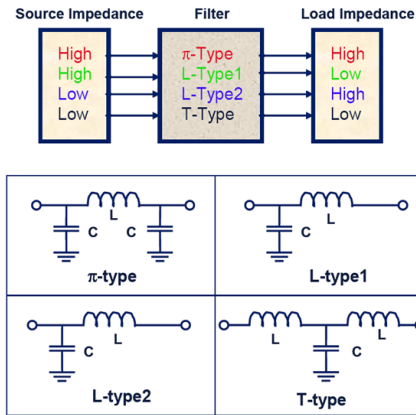 Source Impedance Filter Load Impedance
High π-Type High
High L-Type1 Low
Low L-Type2 High
Low T-Type Low
L
C C
π-type
L
C
L-type1
L
C
L-type2
L L
C
T-type